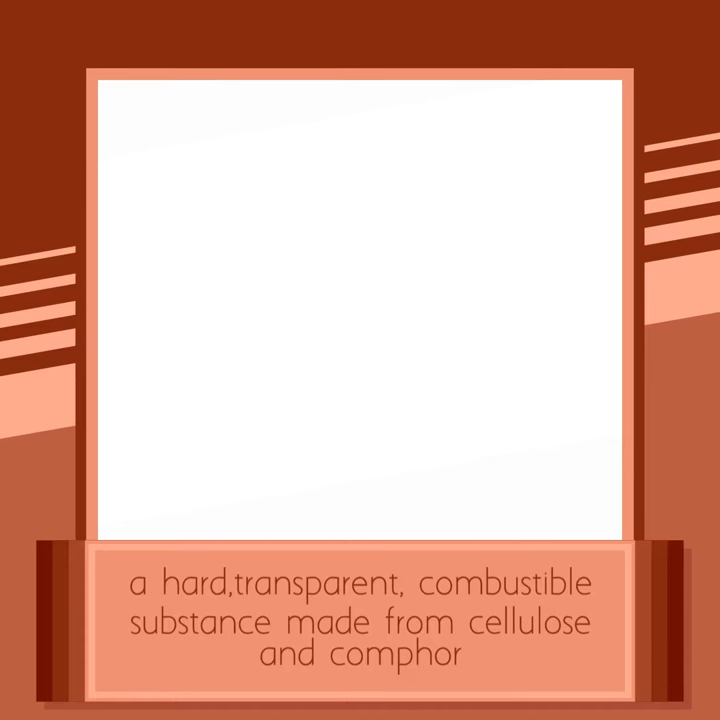 a hard,transparent, combustible
substance made from cellulose
and comphor